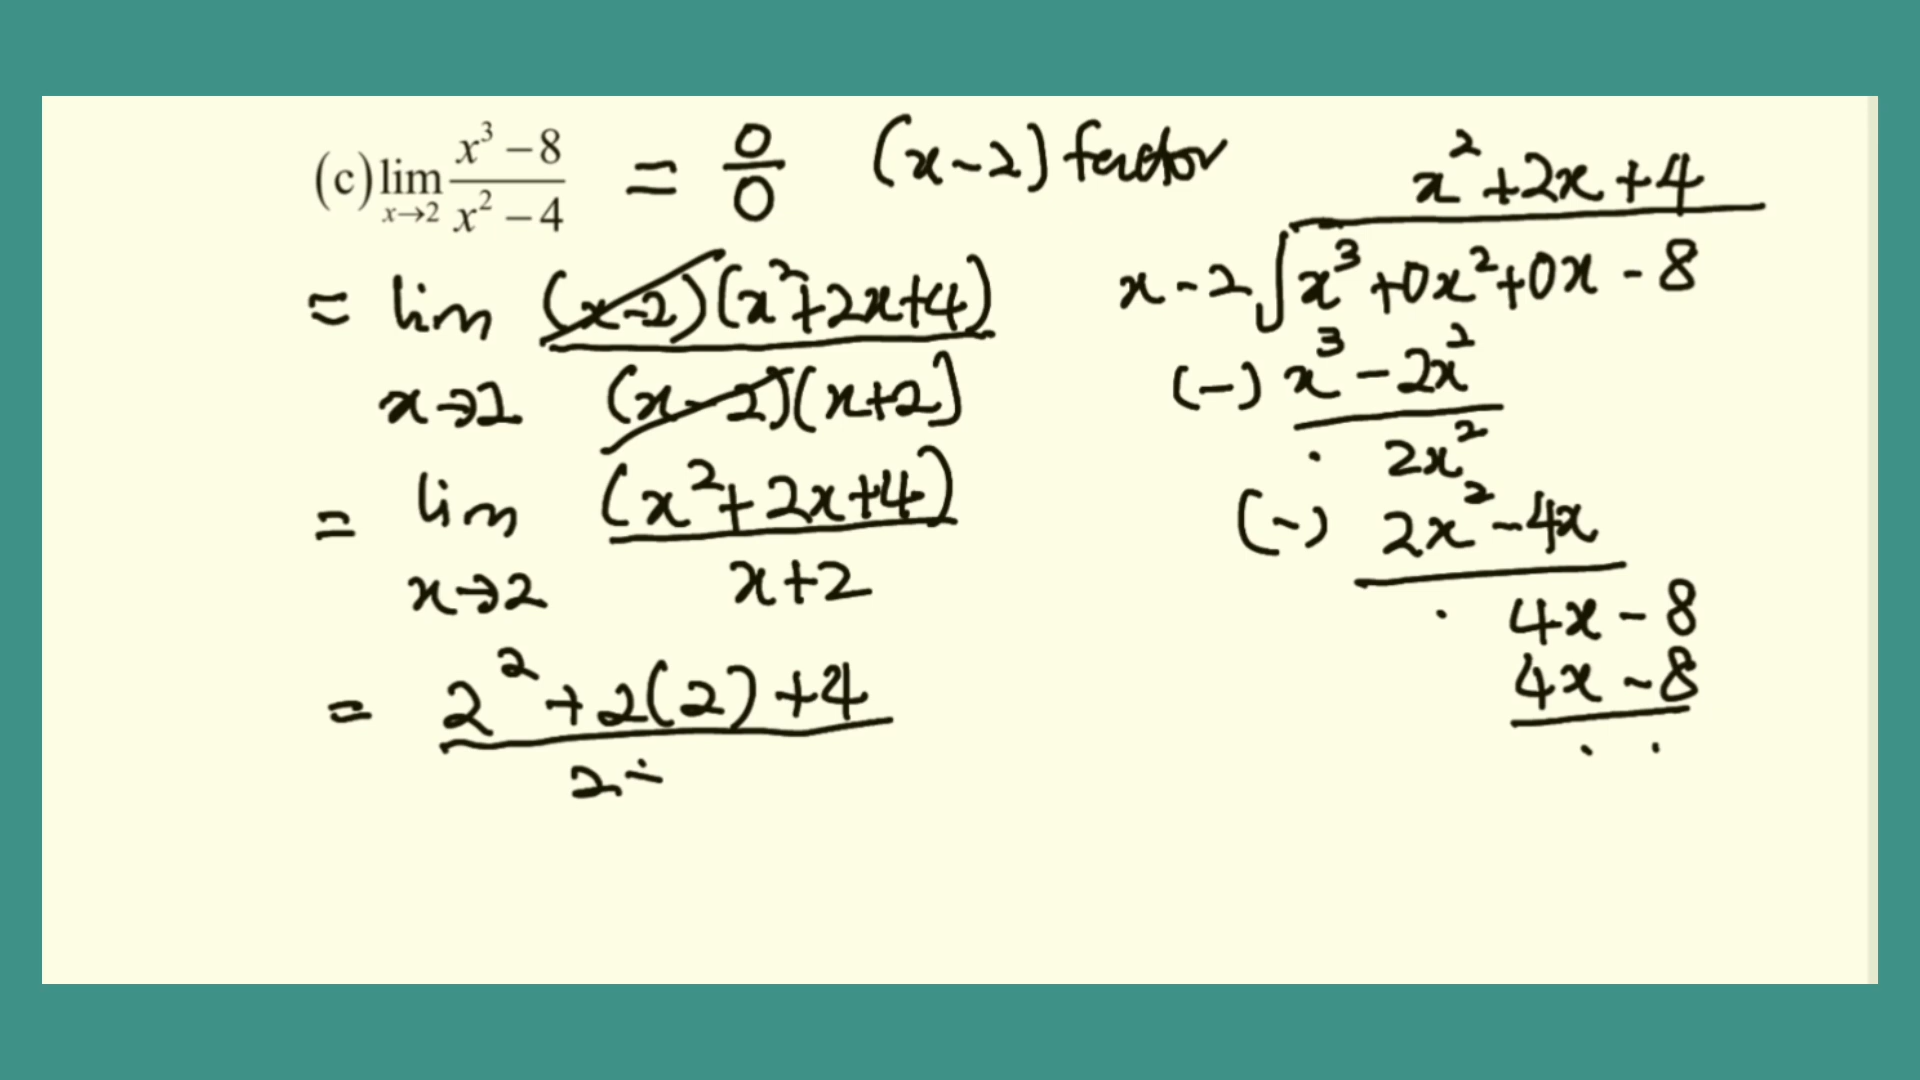 (c) lim x→2 (x³ − 8)/(x² − 4) = 0/0 (x−2) factor
= lim x→2 (x−2)(x²+2x+4)/(x−2)(x+2)
= lim x→2 (x²+2x+4)/x+2
= 2²+2(2)+4/2+
x²+2x+4
x−2 √x³+0x²+0x−8
(−) x³−2x²
. 2x²
(−) 2x²−4x
. 4x−8
4x−8
. .